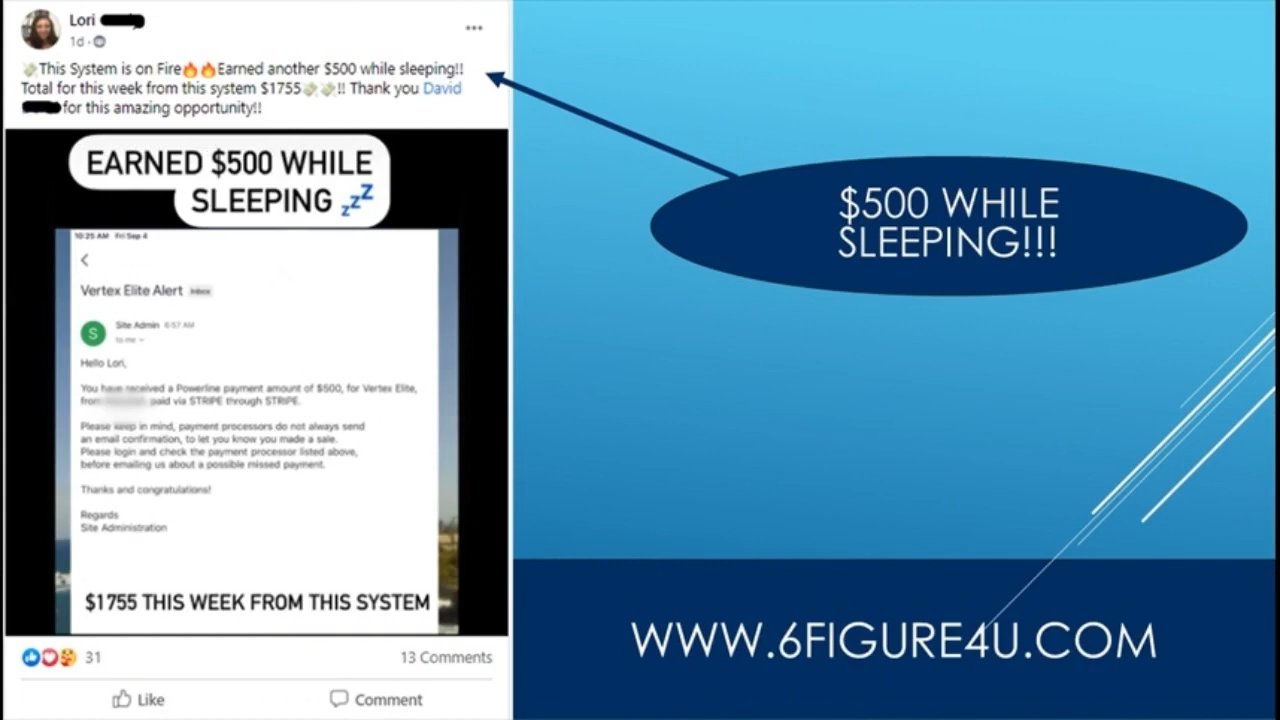 Lori
1d
💸This System is on Fire🔥🔥Earned another $500 while sleeping!!
Total for this week from this system $1755💸💸!! Thank you David
for this amazing opportunity!!
EARNED $500 WHILE
SLEEPING 💤
10:25 AM Fri Sep 4
Vertex Elite Alert Inbox
S
Site Admin 6:57 AM
to me
Hello Lori,
You have received a Powerline payment amount of $500, for Vertex Elite,
from paid via STRIPE through STRIPE.
Please keep in mind, payment processors do not always send
an email confirmation, to let you know you made a sale.
Please login and check the payment processor listed above,
before emailing us about a possible missed payment.
Thanks and congratulations!
Regards
Site Administration
$1755 THIS WEEK FROM THIS SYSTEM
31
13 Comments
Like
Comment
$500 WHILE
SLEEPING!!!
WWW.6FIGURE4U.COM